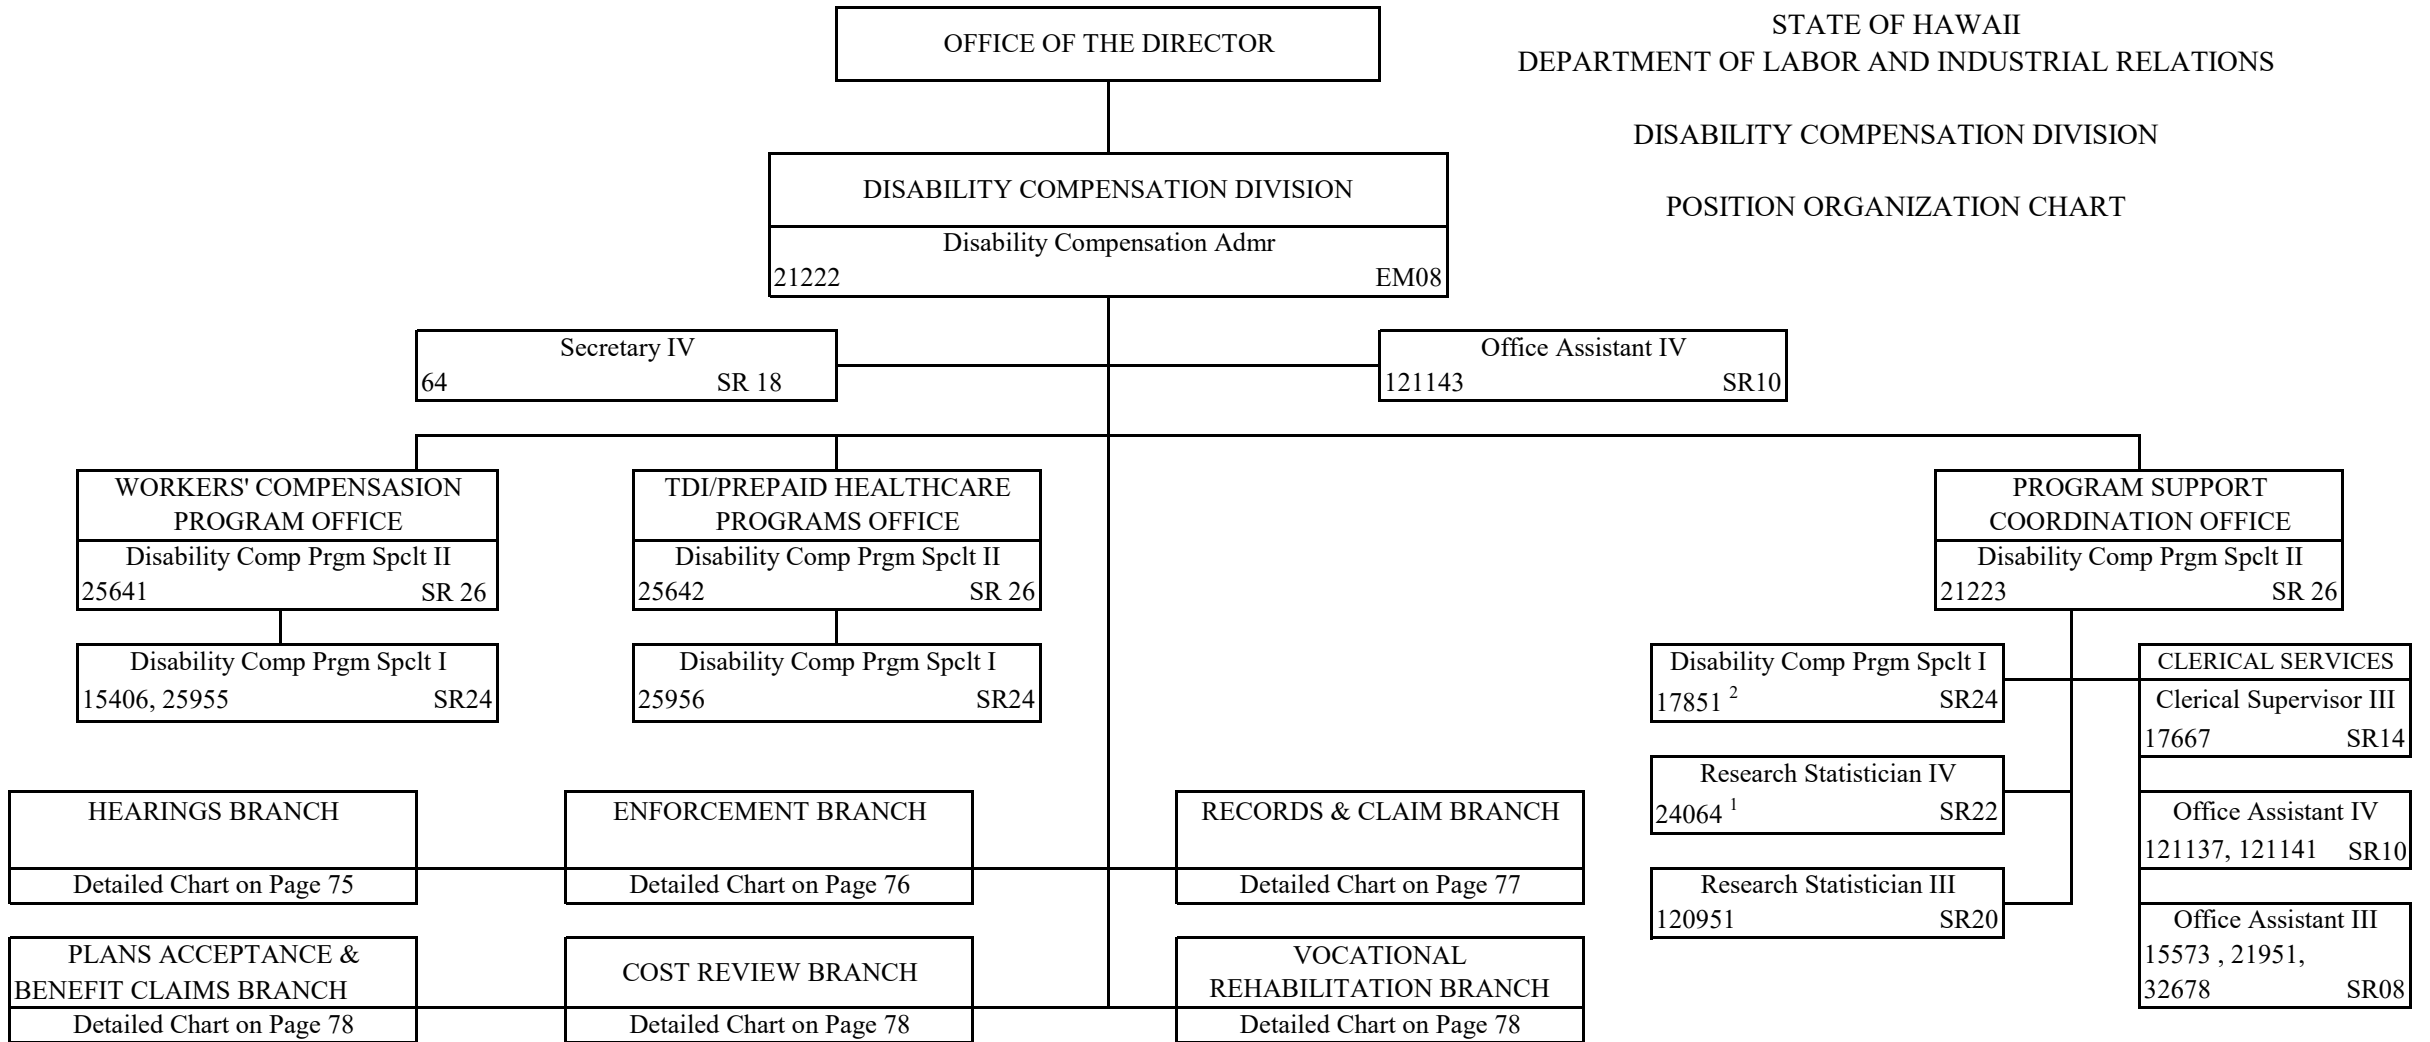 OFFICE OF THE DIRECTOR
STATE OF HAWAII
DEPARTMENT OF LABOR AND INDUSTRIAL RELATIONS
DISABILITY COMPENSATION DIVISION
POSITION ORGANIZATION CHART
DISABILITY COMPENSATION DIVISION
Disability Compensation Admr
21222 EM08
Secretary IV
64 SR 18
Office Assistant IV
121143 SR10
WORKERS' COMPENSASION
PROGRAM OFFICE
Disability Comp Prgm Spclt II
25641 SR 26
Disability Comp Prgm Spclt I
15406, 25955 SR24
TDI/PREPAID HEALTHCARE
PROGRAMS OFFICE
Disability Comp Prgm Spclt II
25642 SR 26
Disability Comp Prgm Spclt I
25956 SR24
PROGRAM SUPPORT
COORDINATION OFFICE
Disability Comp Prgm Spclt II
21223 SR 26
Disability Comp Prgm Spclt I
17851 2 SR24
Research Statistician IV
24064 1 SR22
Research Statistician III
120951 SR20
CLERICAL SERVICES
Clerical Supervisor III
17667 SR14
Office Assistant IV
121137, 121141 SR10
Office Assistant III
15573 , 21951,
32678 SR08
HEARINGS BRANCH
Detailed Chart on Page 75
ENFORCEMENT BRANCH
Detailed Chart on Page 76
RECORDS & CLAIM BRANCH
Detailed Chart on Page 77
PLANS ACCEPTANCE &
BENEFIT CLAIMS BRANCH
Detailed Chart on Page 78
COST REVIEW BRANCH
Detailed Chart on Page 78
VOCATIONAL
REHABILITATION BRANCH
Detailed Chart on Page 78